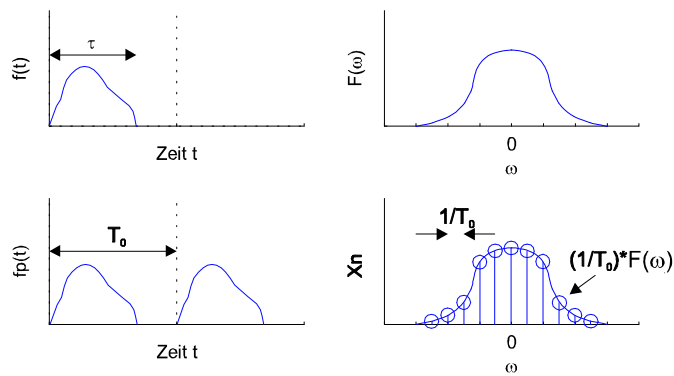 τ
f(t)
Zeit t
F(ω)
0
ω
T₀
fp(t)
Zeit t
1/T₀
Xn
(1/T₀)*F(ω)
0
ω